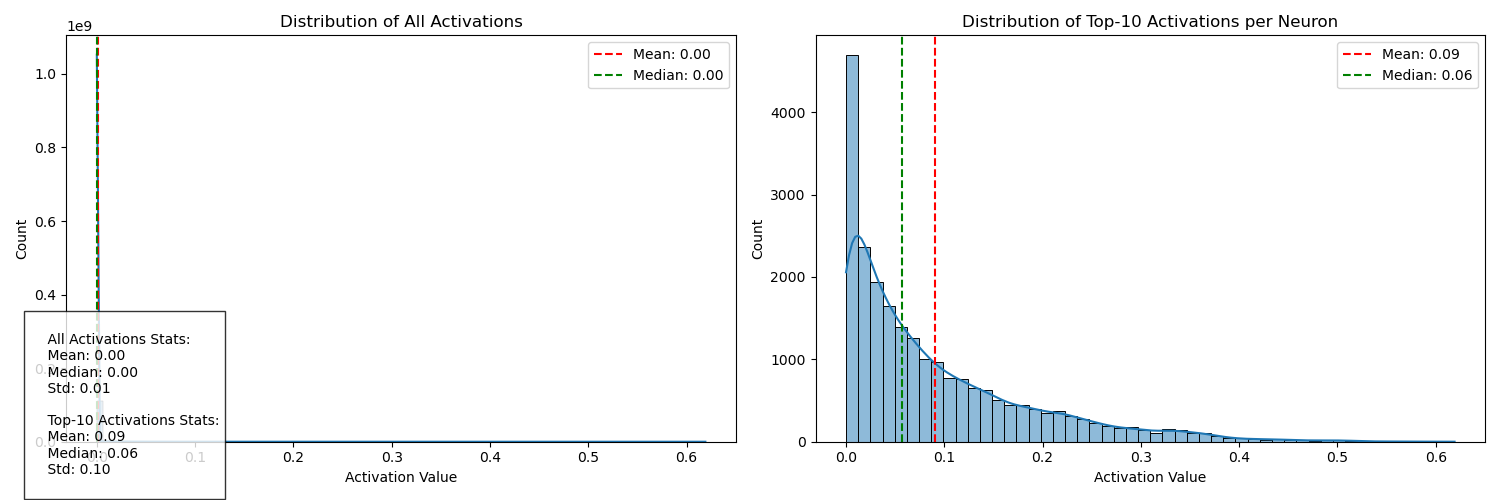 Distribution of All Activations
1e9
Mean: 0.00
Median: 0.00
Count
1.0
0.8
0.6
0.4
0.2
0.0
0.0
0.1
0.2
0.3
0.4
0.5
0.6
Activation Value
All Activations Stats:
Mean: 0.00
Median: 0.00
Std: 0.01
Top-10 Activations Stats:
Mean: 0.09
Median: 0.06
Std: 0.10
Distribution of Top-10 Activations per Neuron
Mean: 0.09
Median: 0.06
Count
4000
3000
2000
1000
0
0.0
0.1
0.2
0.3
0.4
0.5
0.6
Activation Value